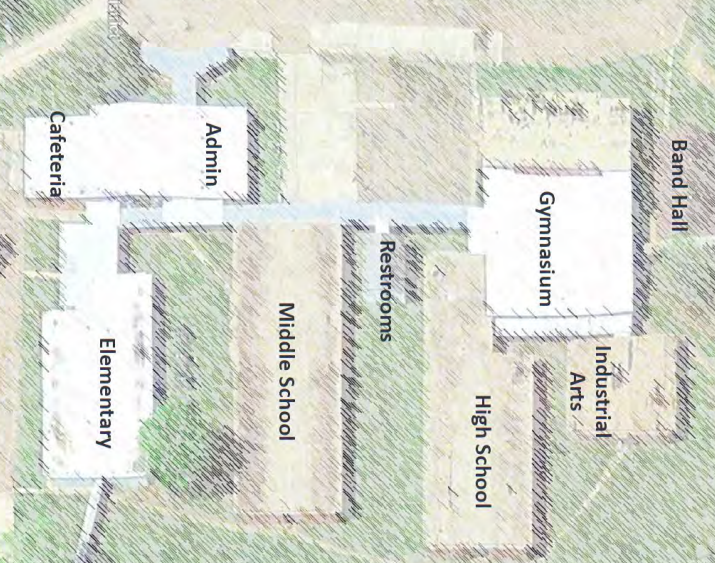 Cafeteria
Admin
Band Hall
Gymnasium
Restrooms
Middle School
Elementary
High School
Industrial
Arts